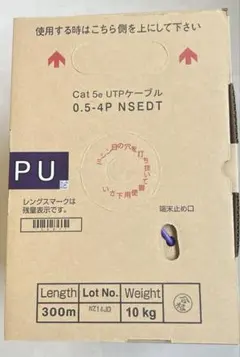 使用する時はこちら側を上にして下さい
Cat 5e UTPケーブル
0.5-4P NSEDT
PU
レングスマークは
残量表示です。
端末止め口
Length Lot No. Weight
300m 10 kg